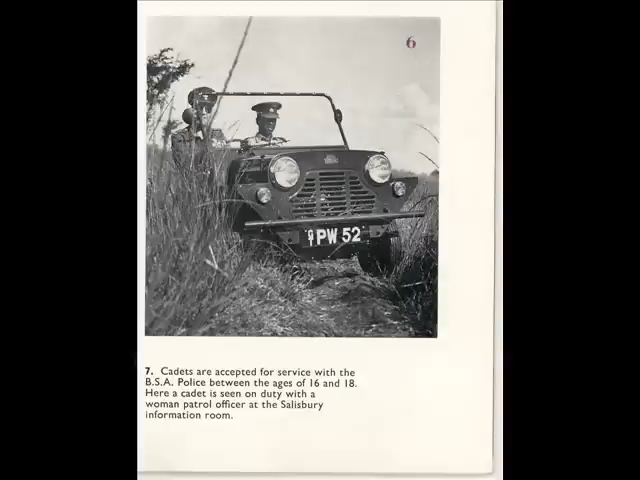 6
PW 52
7. Cadets are accepted for service with the
B.S.A. Police between the ages of 16 and 18.
Here a cadet is seen on duty with a
woman patrol officer at the Salisbury
information room.